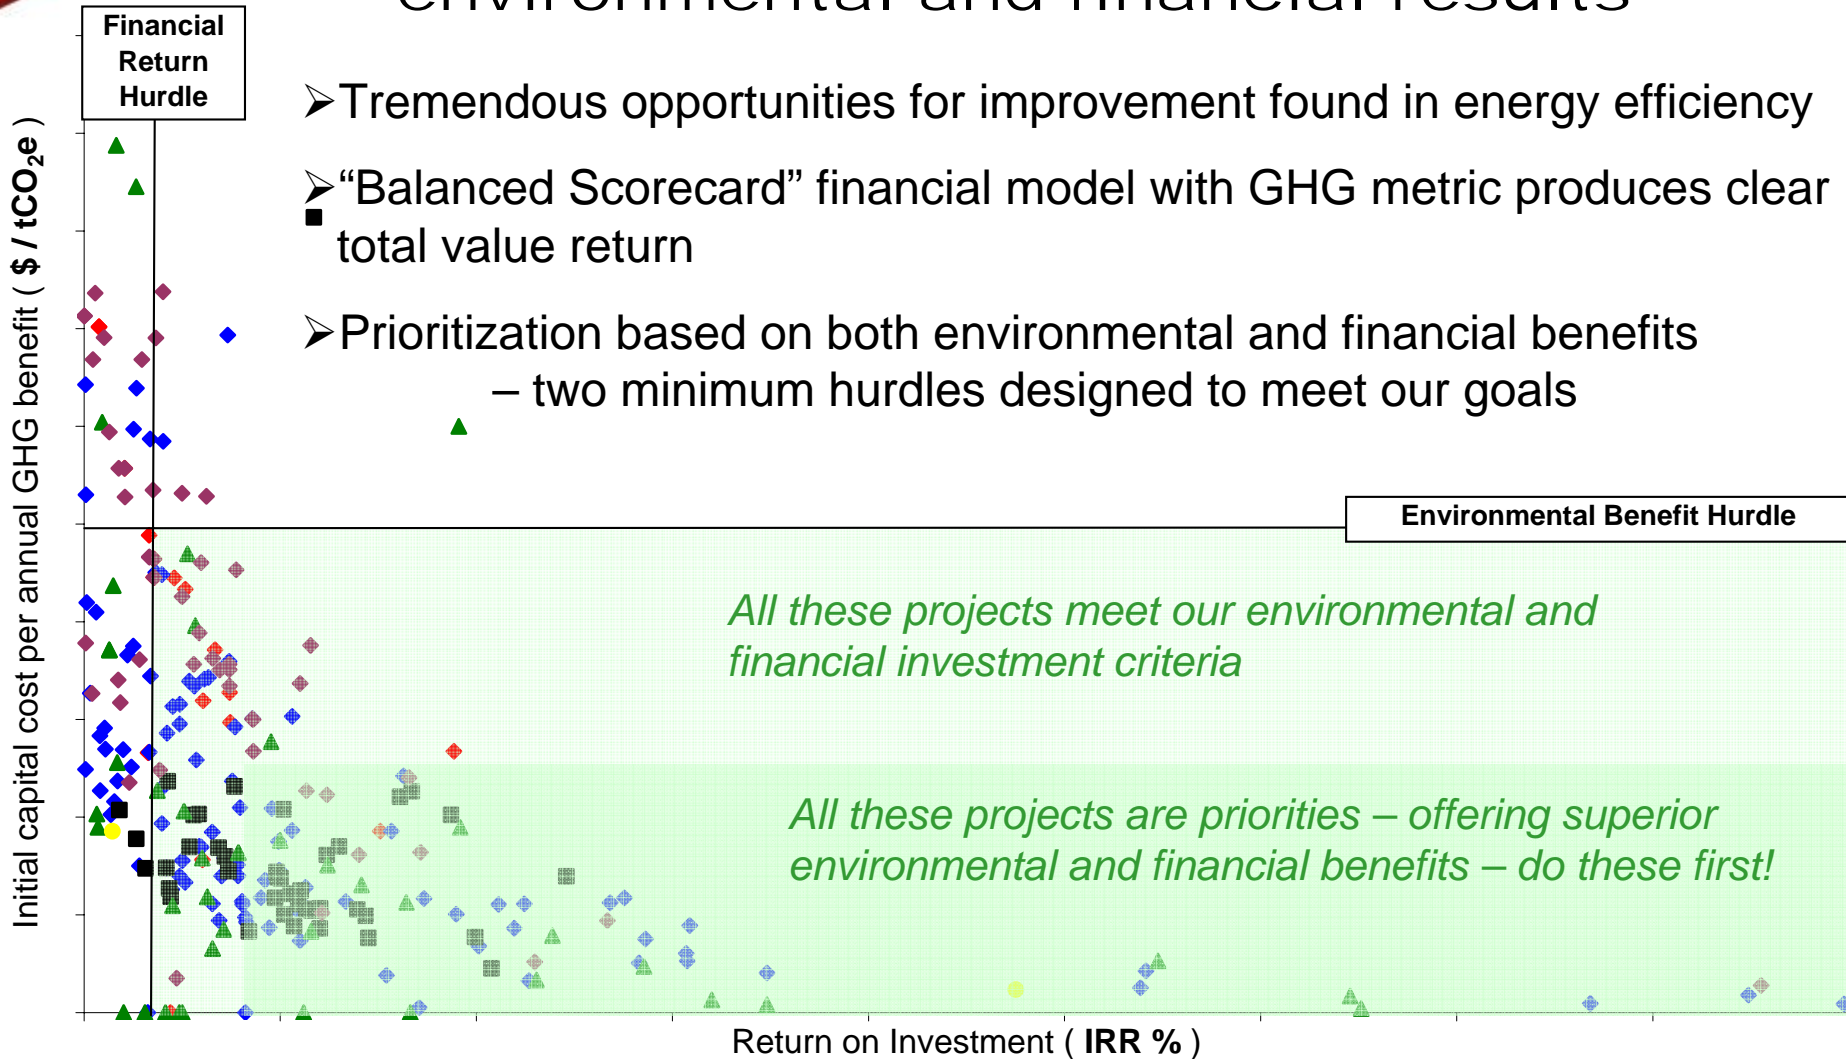 environmental and financial results
Financial
Return
Hurdle
➢Tremendous opportunities for improvement found in energy efficiency
➢“Balanced Scorecard” financial model with GHG metric produces clear
total value return
➢Prioritization based on both environmental and financial benefits
– two minimum hurdles designed to meet our goals
Initial capital cost per annual GHG benefit ( $ / tCO₂e )
Environmental Benefit Hurdle
All these projects meet our environmental and
financial investment criteria
All these projects are priorities – offering superior
environmental and financial benefits – do these first!
Return on Investment ( IRR % )